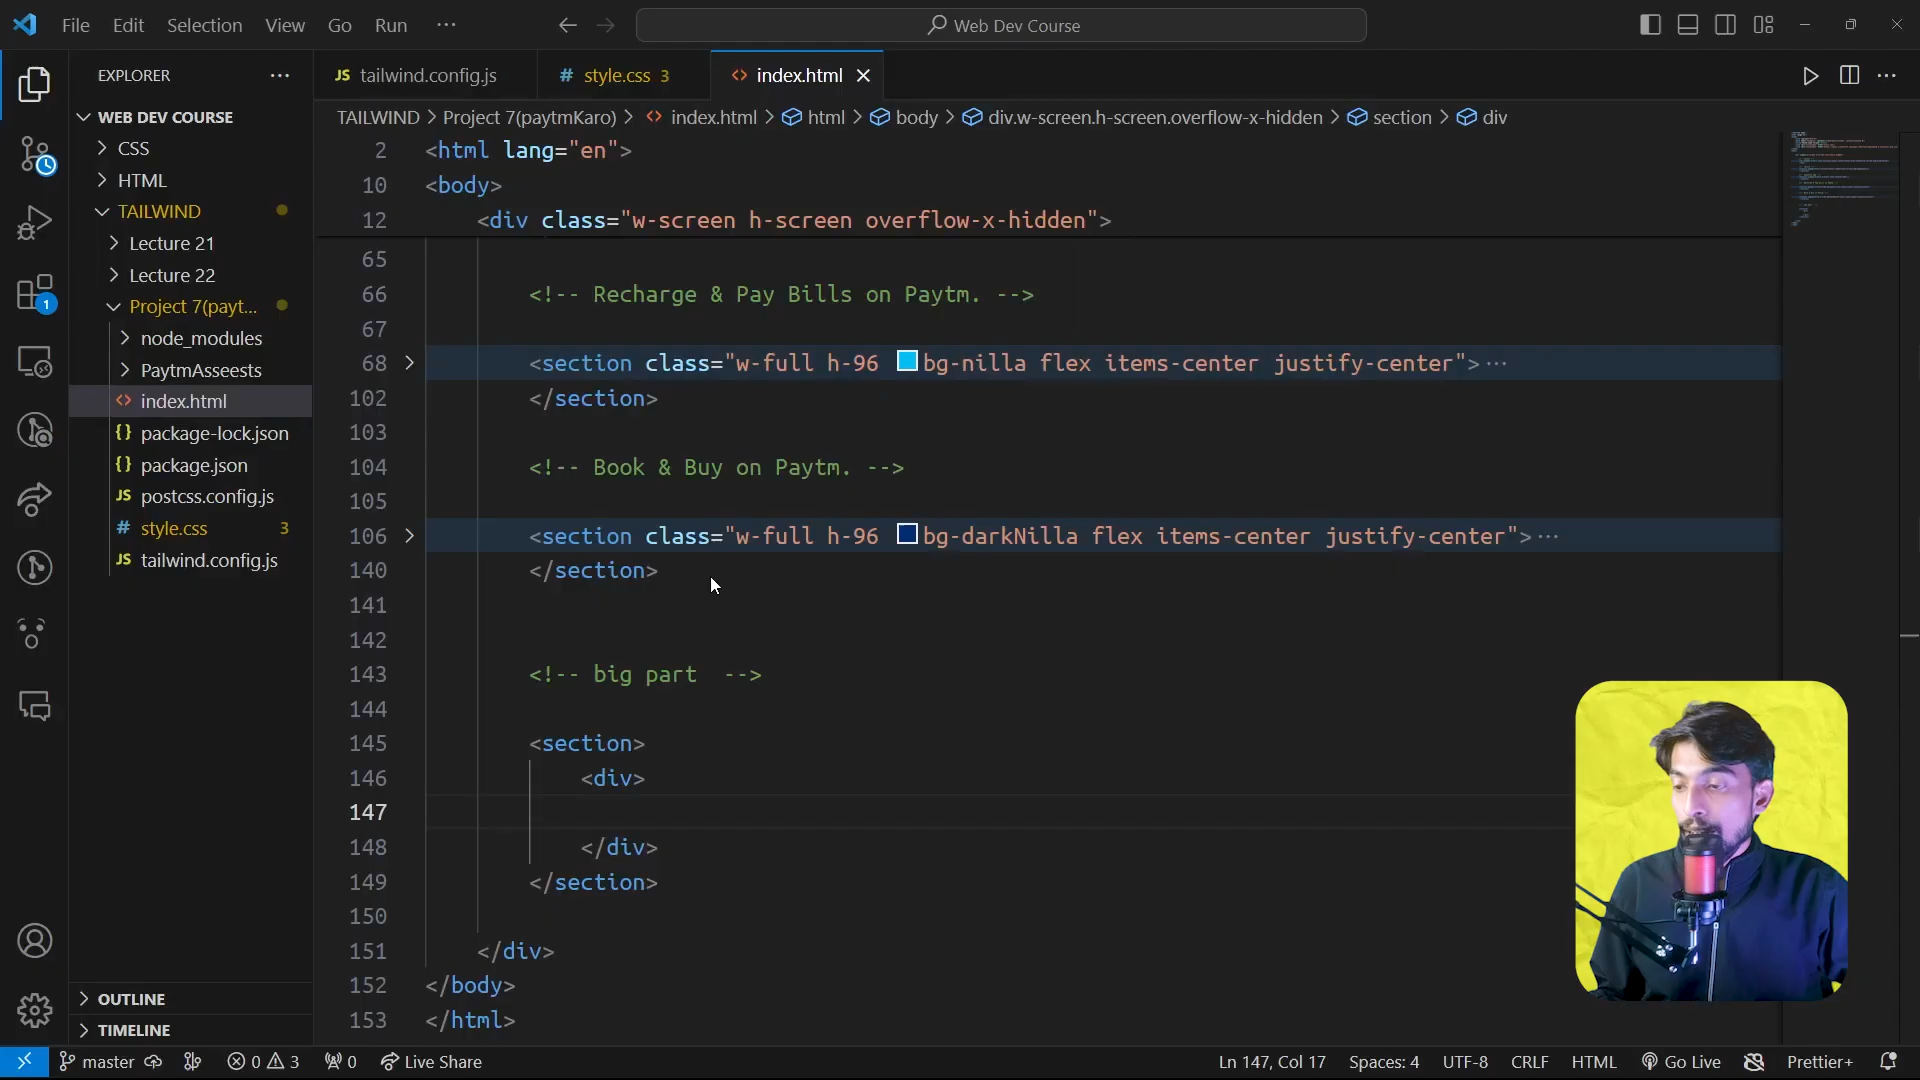 File Edit Selection View Go Run ··· Web Dev Course
EXPLORER ···
WEB DEV COURSE
CSS
HTML
TAILWIND
Lecture 21
Lecture 22
Project 7(payt...
node_modules
PaytmAsseests
<> index.html
{} package-lock.json
{} package.json
JS postcss.config.js
# style.css 3
JS tailwind.config.js
OUTLINE
TIMELINE
JS tailwind.config.js # style.css 3 <> index.html
TAILWIND > Project 7(paytmKaro) > <> index.html > html > body > div.w-screen.h-screen.overflow-x-hidden > section > div
2 <html lang="en">
10 <body>
12 <div class="w-screen h-screen overflow-x-hidden">
65
66 <!-- Recharge & Pay Bills on Paytm. -->
67
68 <section class="w-full h-96 bg-nilla flex items-center justify-center">···
102 </section>
103
104 <!-- Book & Buy on Paytm. -->
105
106 <section class="w-full h-96 bg-darkNilla flex items-center justify-center">···
140 </section>
141
142
143 <!-- big part  -->
144
145 <section>
146 <div>
147
148 </div>
149 </section>
150
151 </div>
152 </body>
153 </html>
1
master 0 3 0 Live Share Ln 147, Col 17 Spaces: 4 UTF-8 CRLF HTML Go Live Prettier+